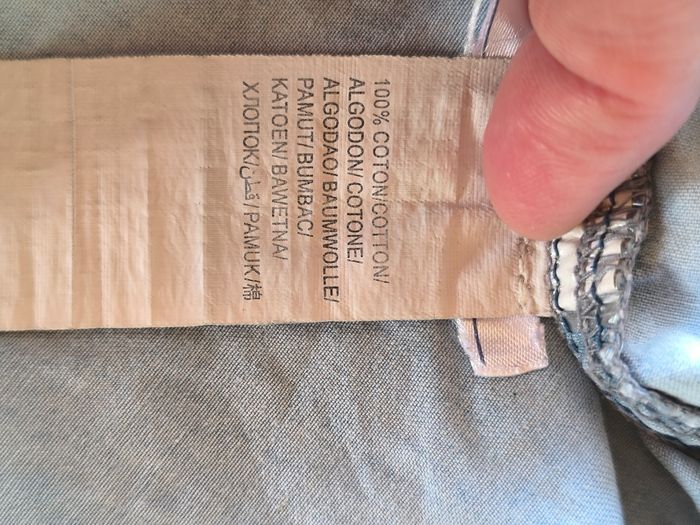 100% COTON/COTTON/
ALGODON/COTONE/
ALGODAO/BAUMWOLLE/
PAMUT/BUMBAC/
KATOEN/BAWETNA/
ХЛОПОК/قطن/PAMUK/棉